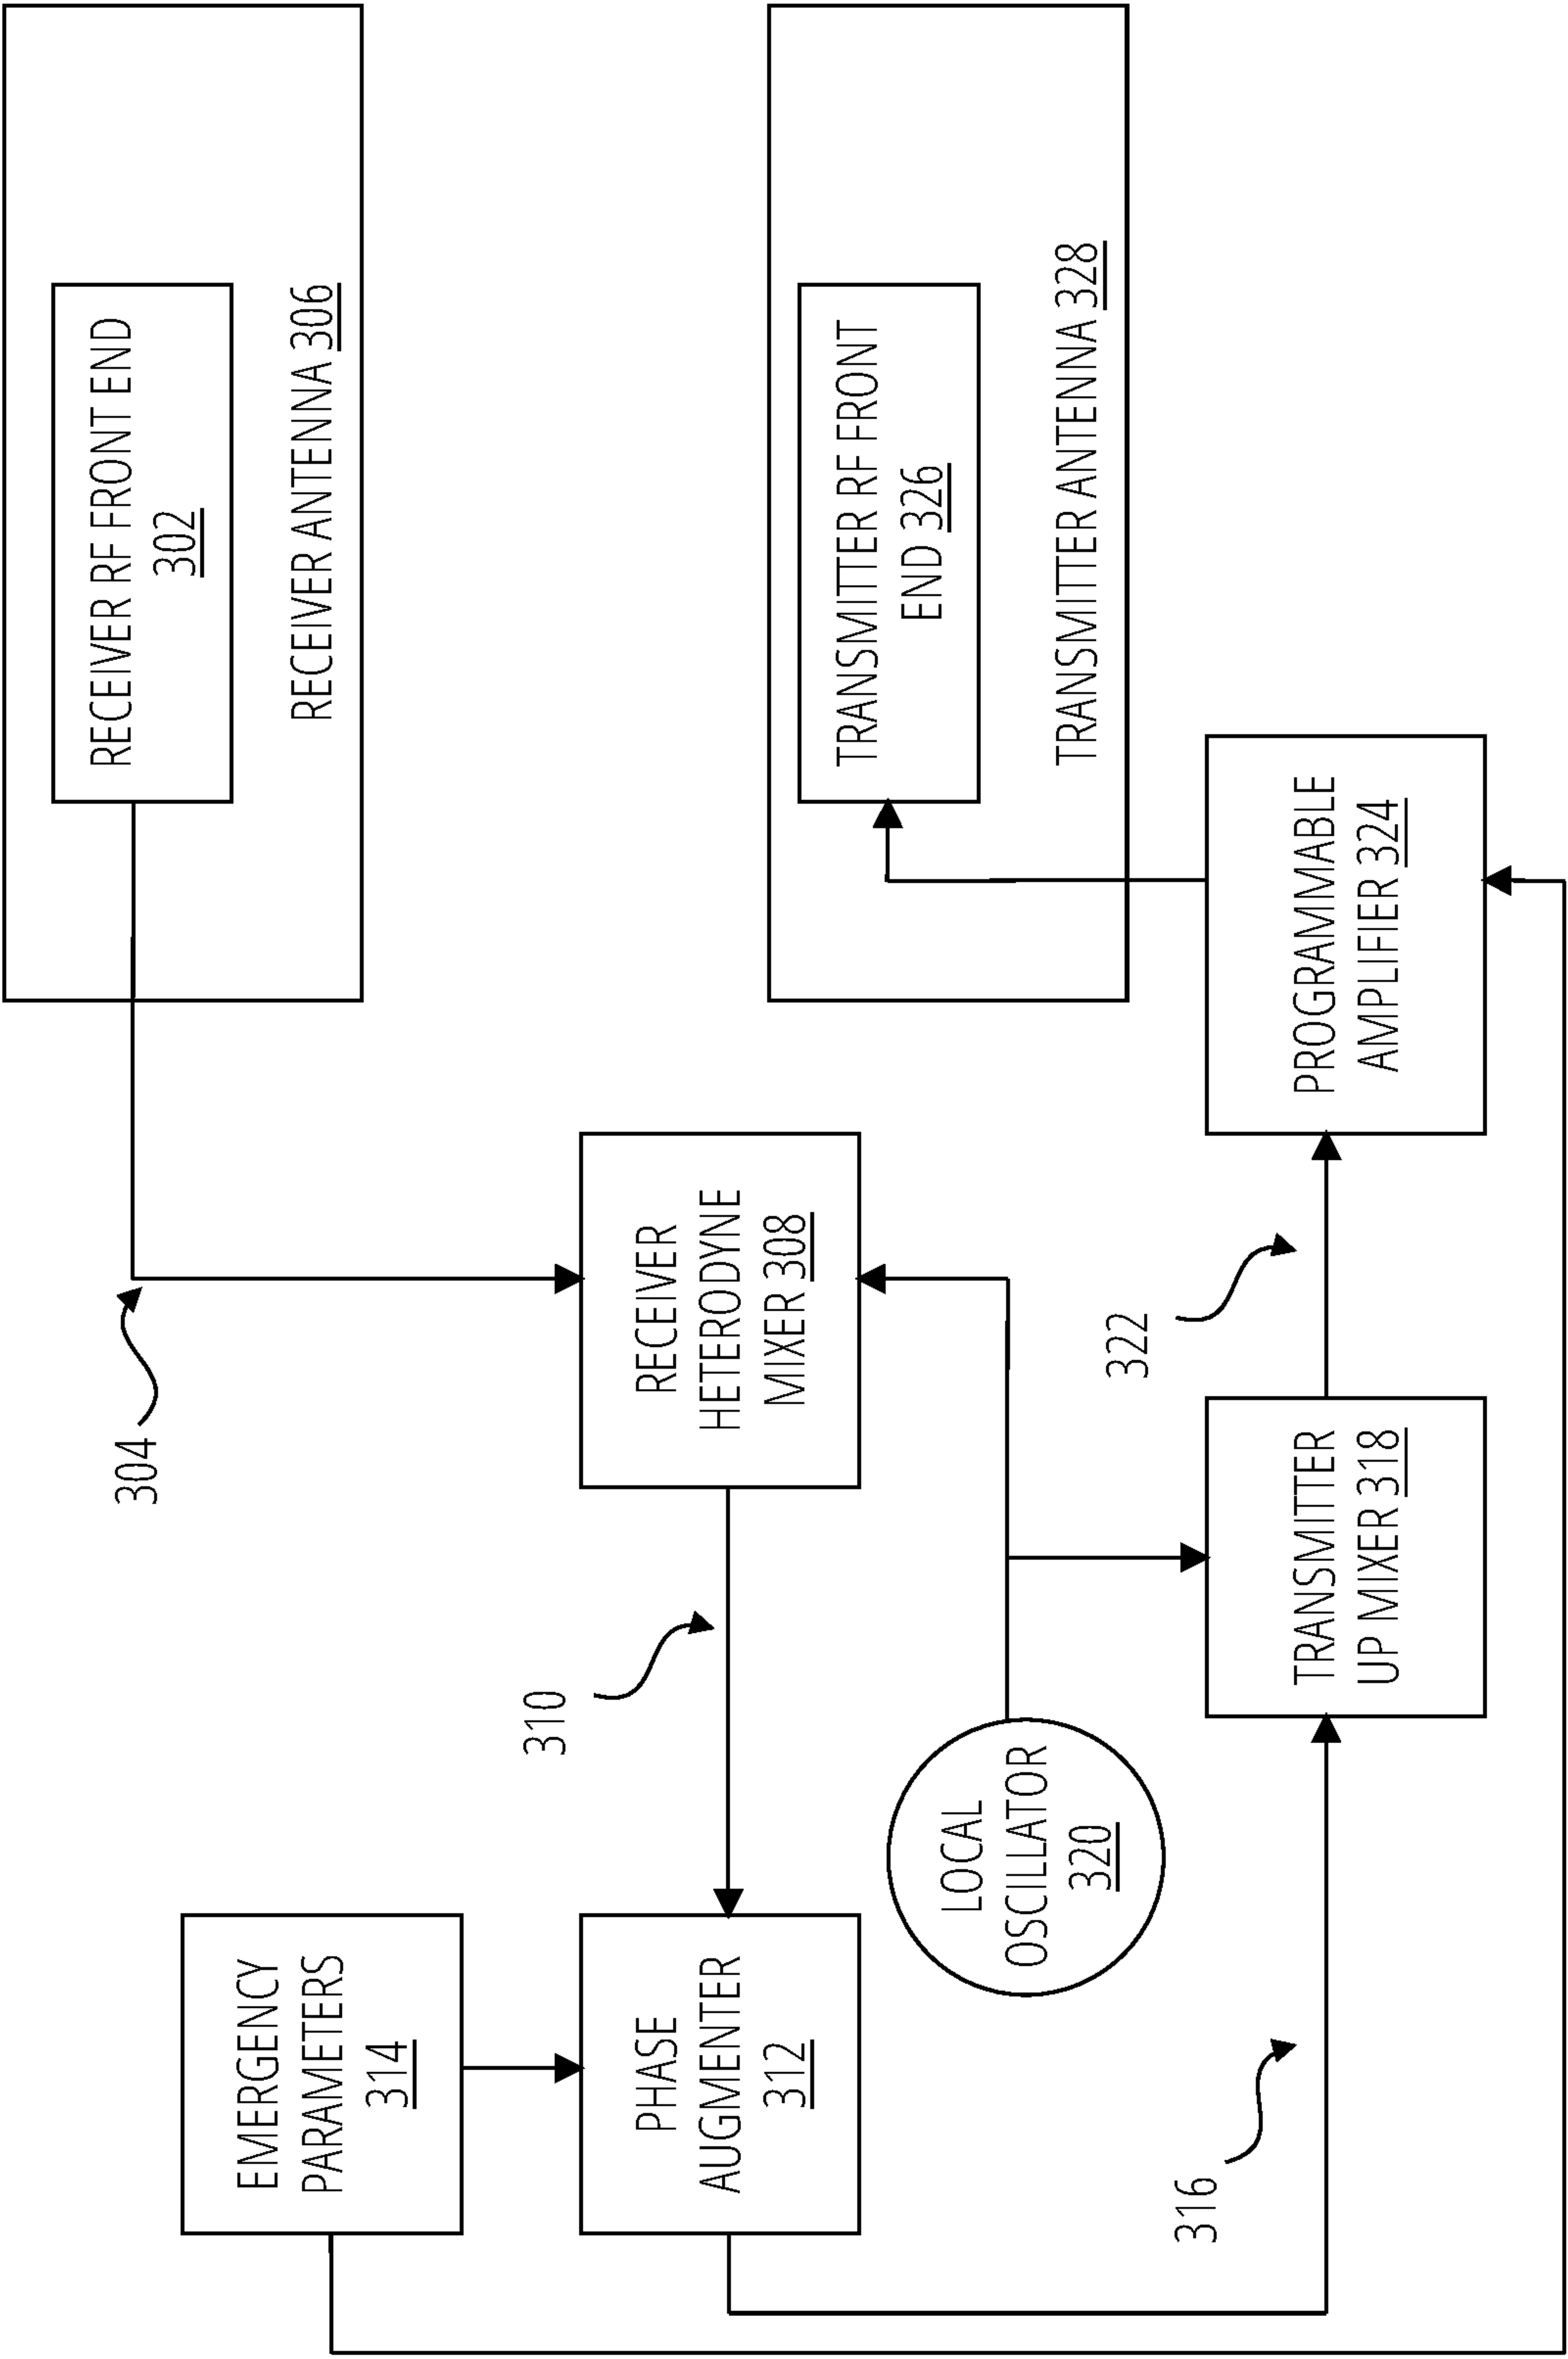 RECEIVER RF FRONT END
302
RECEIVER ANTENNA 306
304
EMERGENCY
PARAMETERS
314
310
RECEIVER
HETERODYNE
MIXER 308
PHASE
AUGMENTER
312
TRANSMITTER RF FRONT
END 326
TRANSMITTER ANTENNA 328
LOCAL
OSCILLATOR
320
322
316
TRANSMITTER
UP MIXER 318
PROGRAMMABLE
AMPLIFIER 324